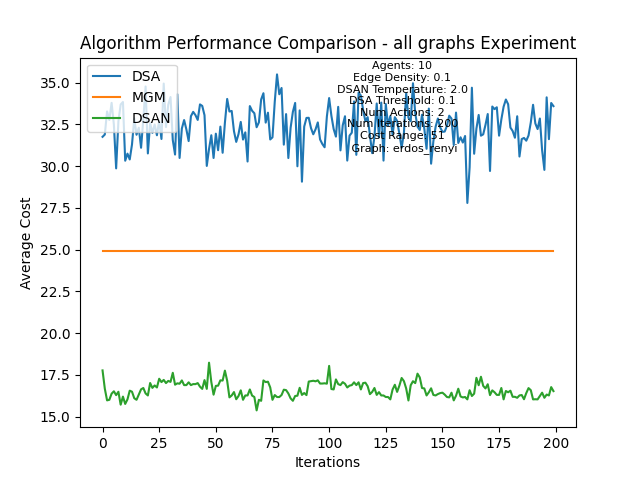 Algorithm Performance Comparison - all graphs Experiment
DSA
MGM
DSAN
Agents: 10
Edge Density: 0.1
DSAN Temperature: 2.0
DSA Threshold: 0.1
Num Actions: 2
Num Iterations: 200
Cost Range: 51
Graph: erdos_renyi
Average Cost
35.0
32.5
30.0
27.5
25.0
22.5
20.0
17.5
15.0
0 25 50 75 100 125 150 175 200
Iterations